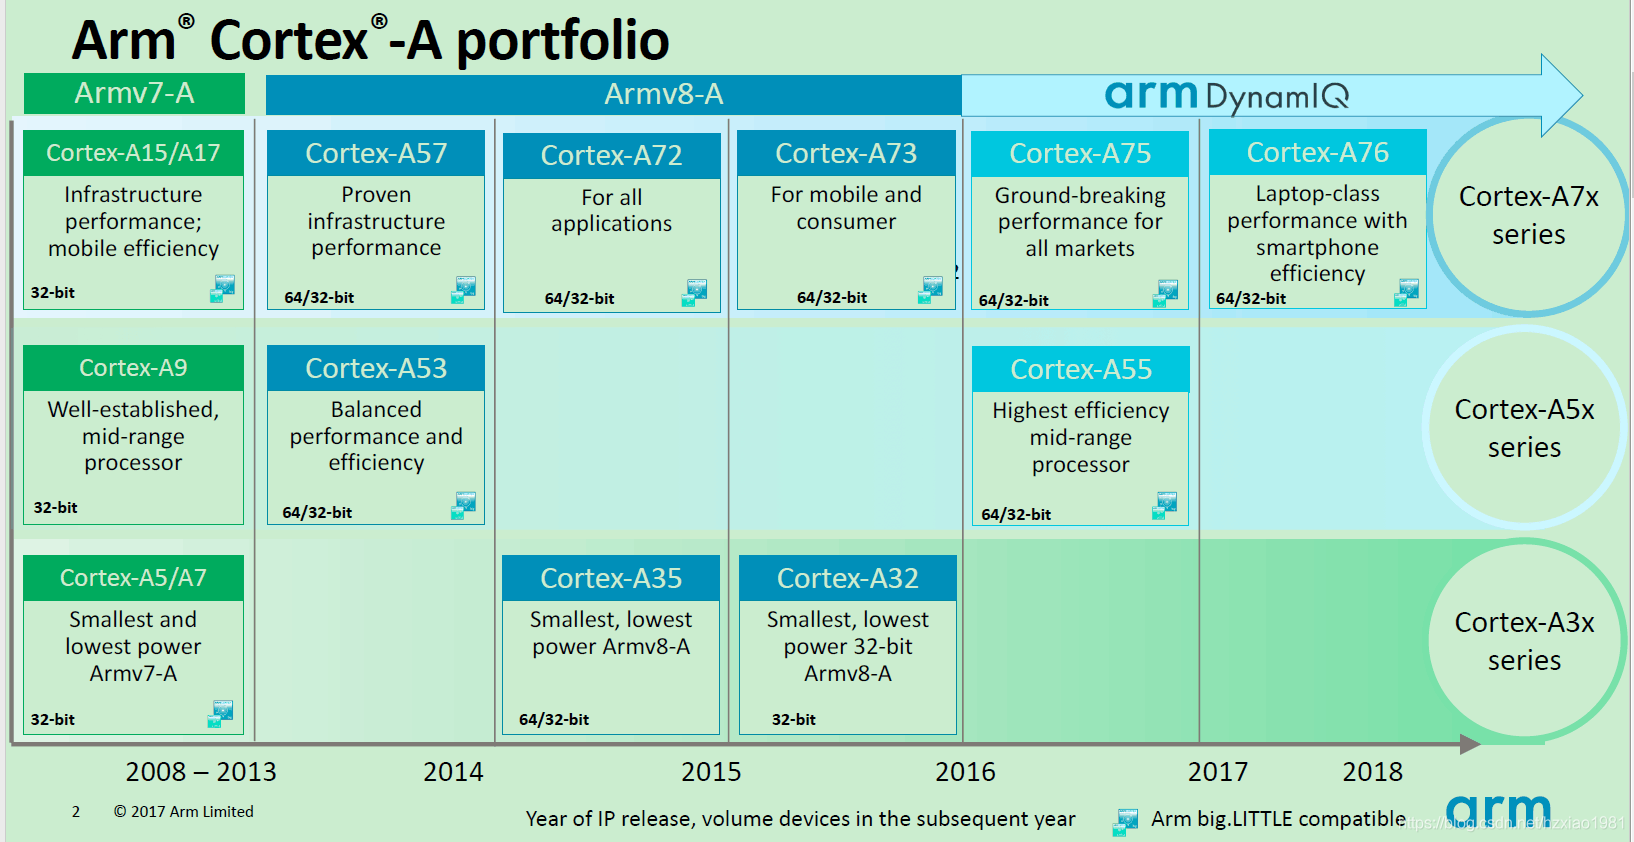 Arm® Cortex®-A portfolio
Armv7-A
Armv8-A
arm DynamIQ
Cortex-A15/A17
Infrastructure
performance;
mobile efficiency
32-bit
Cortex-A57
Proven
infrastructure
performance
64/32-bit
Cortex-A72
For all
applications
64/32-bit
Cortex-A73
For mobile and
consumer
64/32-bit
2
Cortex-A75
Ground-breaking
performance for
all markets
64/32-bit
Cortex-A76
Laptop-class
performance with
smartphone
efficiency
64/32-bit
Cortex-A7x
series
Cortex-A9
Well-established,
mid-range
processor
32-bit
Cortex-A53
Balanced
performance and
efficiency
64/32-bit
Cortex-A55
Highest efficiency
mid-range
processor
64/32-bit
Cortex-A5x
series
Cortex-A5/A7
Smallest and
lowest power
Armv7-A
32-bit
Cortex-A35
Smallest, lowest
power Armv8-A
64/32-bit
Cortex-A32
Smallest, lowest
power 32-bit
Armv8-A
32-bit
Cortex-A3x
series
2008 – 2013
2014
2015
2016
2017
2018
2
© 2017 Arm Limited
Year of IP release, volume devices in the subsequent year
Arm big.LITTLE compatible
arm
https://blog.csdn.net/hzxiao1981